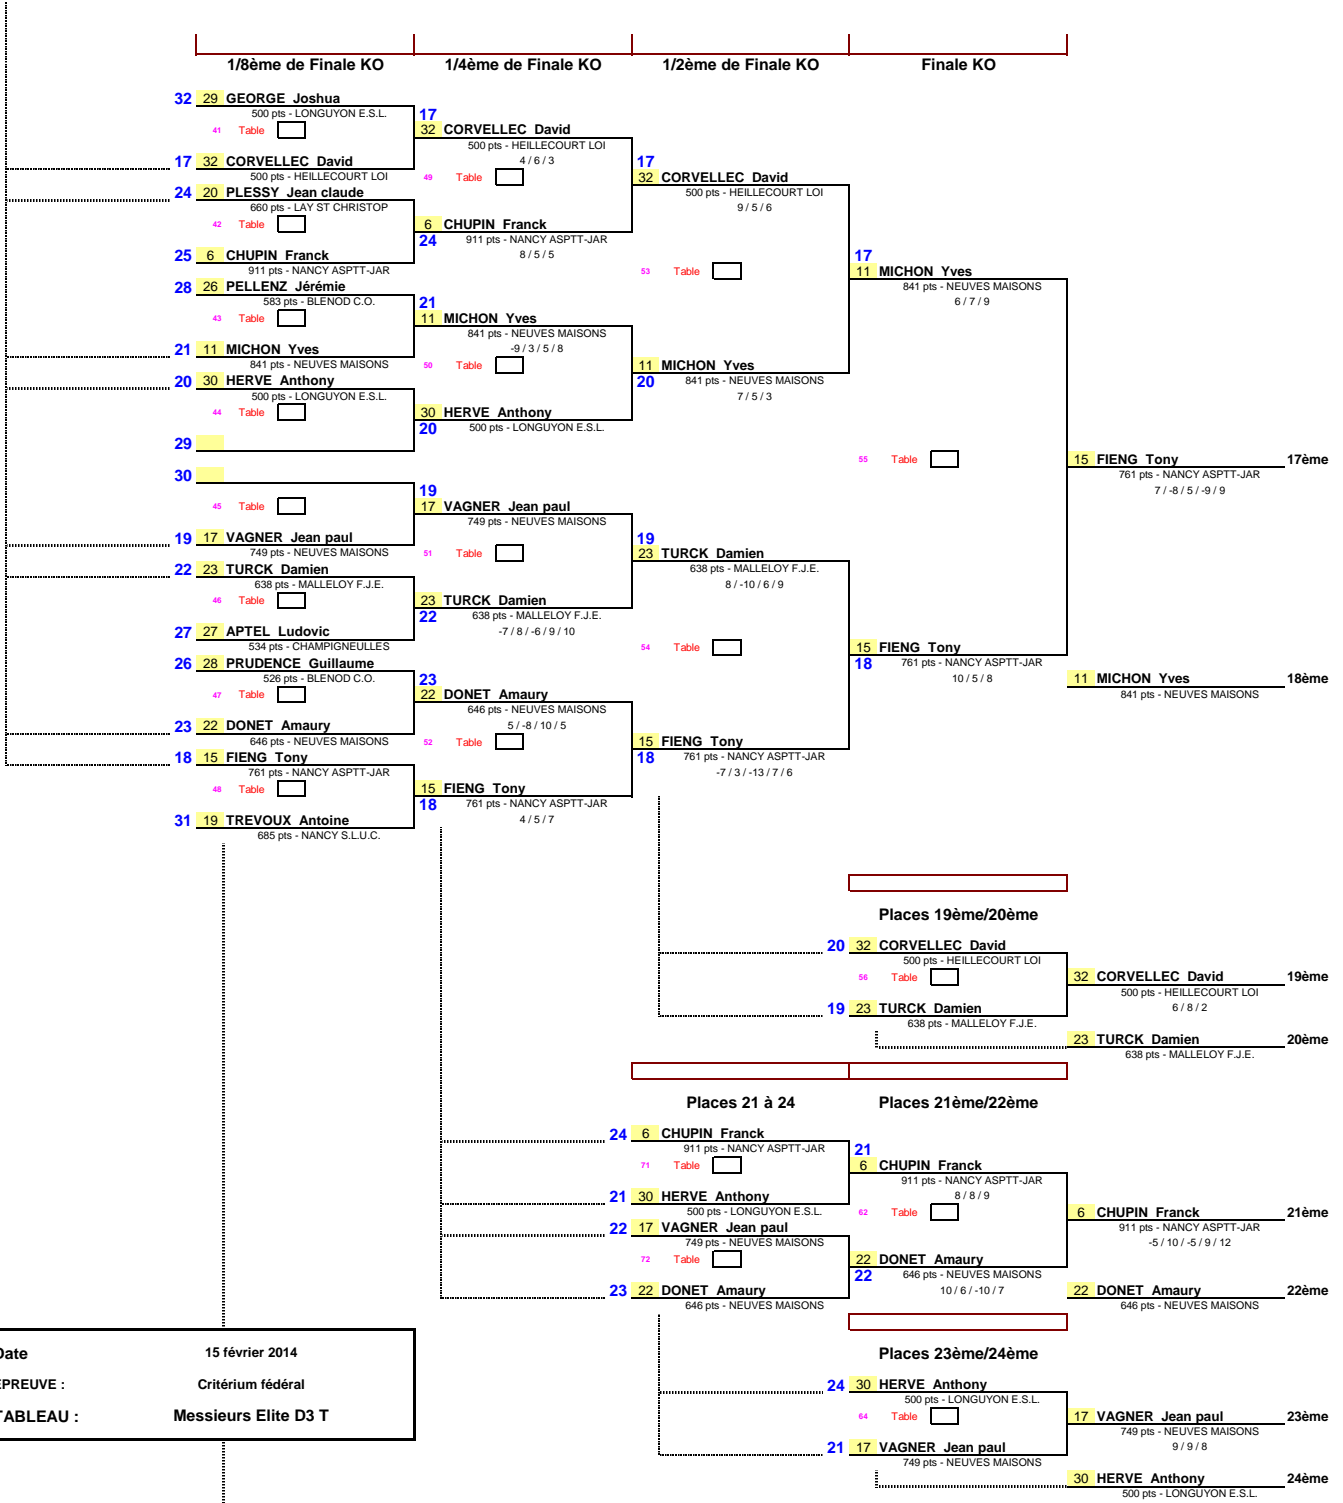 1/8ème de Finale KO 1/4ème de Finale KO 1/2ème de Finale KO Finale KO
32 29 GEORGE Joshua
500 pts - LONGUYON E.S.L.
41 Table
17 32 CORVELLEC David
500 pts - HEILLECOURT LOI
24 20 PLESSY Jean claude
660 pts - LAY ST CHRISTOP
42 Table
25 6 CHUPIN Franck
911 pts - NANCY ASPTT-JAR
28 26 PELLENZ Jérémie
583 pts - BLENOD C.O.
43 Table
21 11 MICHON Yves
841 pts - NEUVES MAISONS
20 30 HERVE Anthony
500 pts - LONGUYON E.S.L.
44 Table
29
30
45 Table
19 17 VAGNER Jean paul
749 pts - NEUVES MAISONS
22 23 TURCK Damien
638 pts - MALLELOY F.J.E.
46 Table
27 27 APTEL Ludovic
534 pts - CHAMPIGNEULLES
26 28 PRUDENCE Guillaume
526 pts - BLENOD C.O.
47 Table
23 22 DONET Amaury
646 pts - NEUVES MAISONS
18 15 FIENG Tony
761 pts - NANCY ASPTT-JAR
48 Table
31 19 TREVOUX Antoine
685 pts - NANCY S.L.U.C.
17
32 CORVELLEC David
500 pts - HEILLECOURT LOI
4 / 6 / 3
49 Table
6 CHUPIN Franck
24 911 pts - NANCY ASPTT-JAR
8 / 5 / 5
21
11 MICHON Yves
841 pts - NEUVES MAISONS
-9 / 3 / 5 / 8
50 Table
30 HERVE Anthony
20 500 pts - LONGUYON E.S.L.
19
17 VAGNER Jean paul
749 pts - NEUVES MAISONS
51 Table
23 TURCK Damien
22 638 pts - MALLELOY F.J.E.
-7 / 8 / -6 / 9 / 10
23
22 DONET Amaury
646 pts - NEUVES MAISONS
5 / -8 / 10 / 5
52 Table
15 FIENG Tony
18 761 pts - NANCY ASPTT-JAR
4 / 5 / 7
17
32 CORVELLEC David
500 pts - HEILLECOURT LOI
9 / 5 / 6
53 Table
11 MICHON Yves
20 841 pts - NEUVES MAISONS
7 / 5 / 3
19
23 TURCK Damien
638 pts - MALLELOY F.J.E.
8 / -10 / 6 / 9
54 Table
15 FIENG Tony
18 761 pts - NANCY ASPTT-JAR
-7 / 3 / -13 / 7 / 6
17
11 MICHON Yves
841 pts - NEUVES MAISONS
6 / 7 / 9
55 Table
15 FIENG Tony
18 761 pts - NANCY ASPTT-JAR
10 / 5 / 8
15 FIENG Tony 17ème
761 pts - NANCY ASPTT-JAR
7 / -8 / 5 / -9 / 9
11 MICHON Yves 18ème
841 pts - NEUVES MAISONS
Places 19ème/20ème
20 32 CORVELLEC David
500 pts - HEILLECOURT LOI
56 Table
19 23 TURCK Damien
638 pts - MALLELOY F.J.E.
32 CORVELLEC David 19ème
500 pts - HEILLECOURT LOI
6 / 8 / 2
23 TURCK Damien 20ème
638 pts - MALLELOY F.J.E.
Places 21 à 24 Places 21ème/22ème
24 6 CHUPIN Franck
911 pts - NANCY ASPTT-JAR
71 Table
21 30 HERVE Anthony
500 pts - LONGUYON E.S.L.
22 17 VAGNER Jean paul
749 pts - NEUVES MAISONS
72 Table
23 22 DONET Amaury
646 pts - NEUVES MAISONS
21
6 CHUPIN Franck
911 pts - NANCY ASPTT-JAR
8 / 8 / 9
62 Table
22 DONET Amaury
22 646 pts - NEUVES MAISONS
10 / 6 / -10 / 7
6 CHUPIN Franck 21ème
911 pts - NANCY ASPTT-JAR
-5 / 10 / -5 / 9 / 12
22 DONET Amaury 22ème
646 pts - NEUVES MAISONS
Places 23ème/24ème
24 30 HERVE Anthony
500 pts - LONGUYON E.S.L.
64 Table
21 17 VAGNER Jean paul
749 pts - NEUVES MAISONS
17 VAGNER Jean paul 23ème
749 pts - NEUVES MAISONS
9 / 9 / 8
30 HERVE Anthony 24ème
500 pts - LONGUYON E.S.L.
Date 15 février 2014
EPREUVE : Critérium fédéral
TABLEAU : Messieurs Elite D3 T